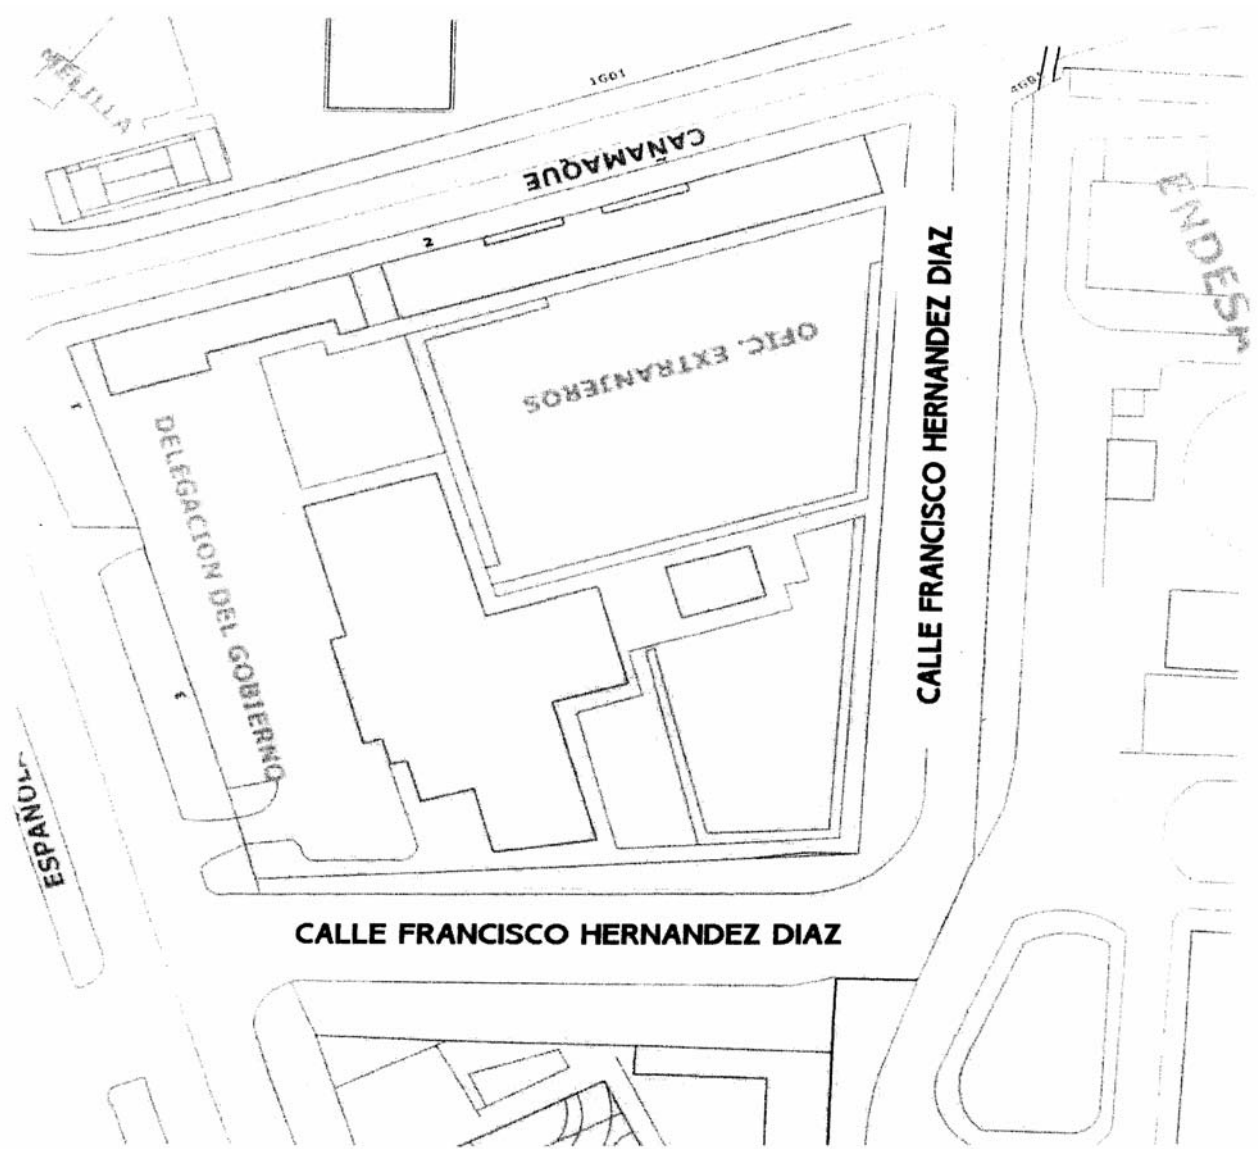 MELILLA
1G01
CAÑAMAQUE
2
ENDESA
OFIC. EXTRANJEROS
CALLE FRANCISCO HERNANDEZ DIAZ
1
DELEGACION DEL GOBIERNO
3
ESPAÑOLA
CALLE FRANCISCO HERNANDEZ DIAZ